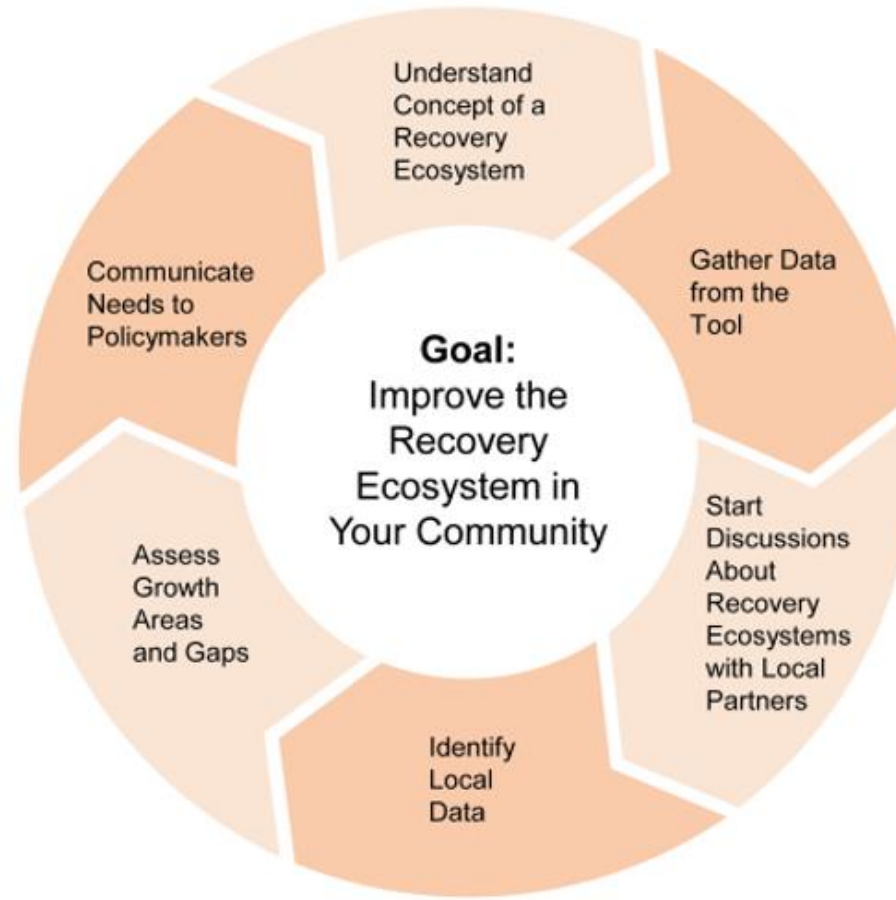 Understand
Concept of a
Recovery
Ecosystem
Gather Data
from the
Tool
Start
Discussions
About
Recovery
Ecosystems
with Local
Partners
Identify
Local
Data
Assess
Growth
Areas
and Gaps
Communicate
Needs to
Policymakers
Goal:
Improve the
Recovery
Ecosystem in
Your Community